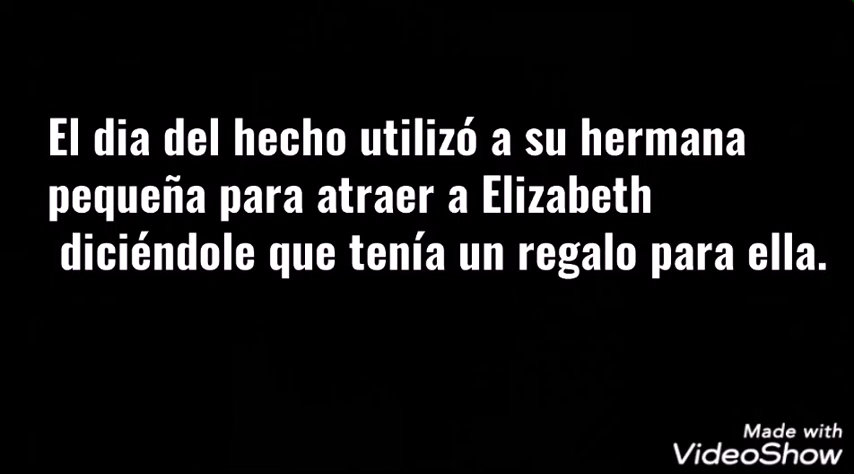 El dia del hecho utilizó a su hermana
pequeña para atraer a Elizabeth
diciéndole que tenía un regalo para ella.
Made with
VideoShow